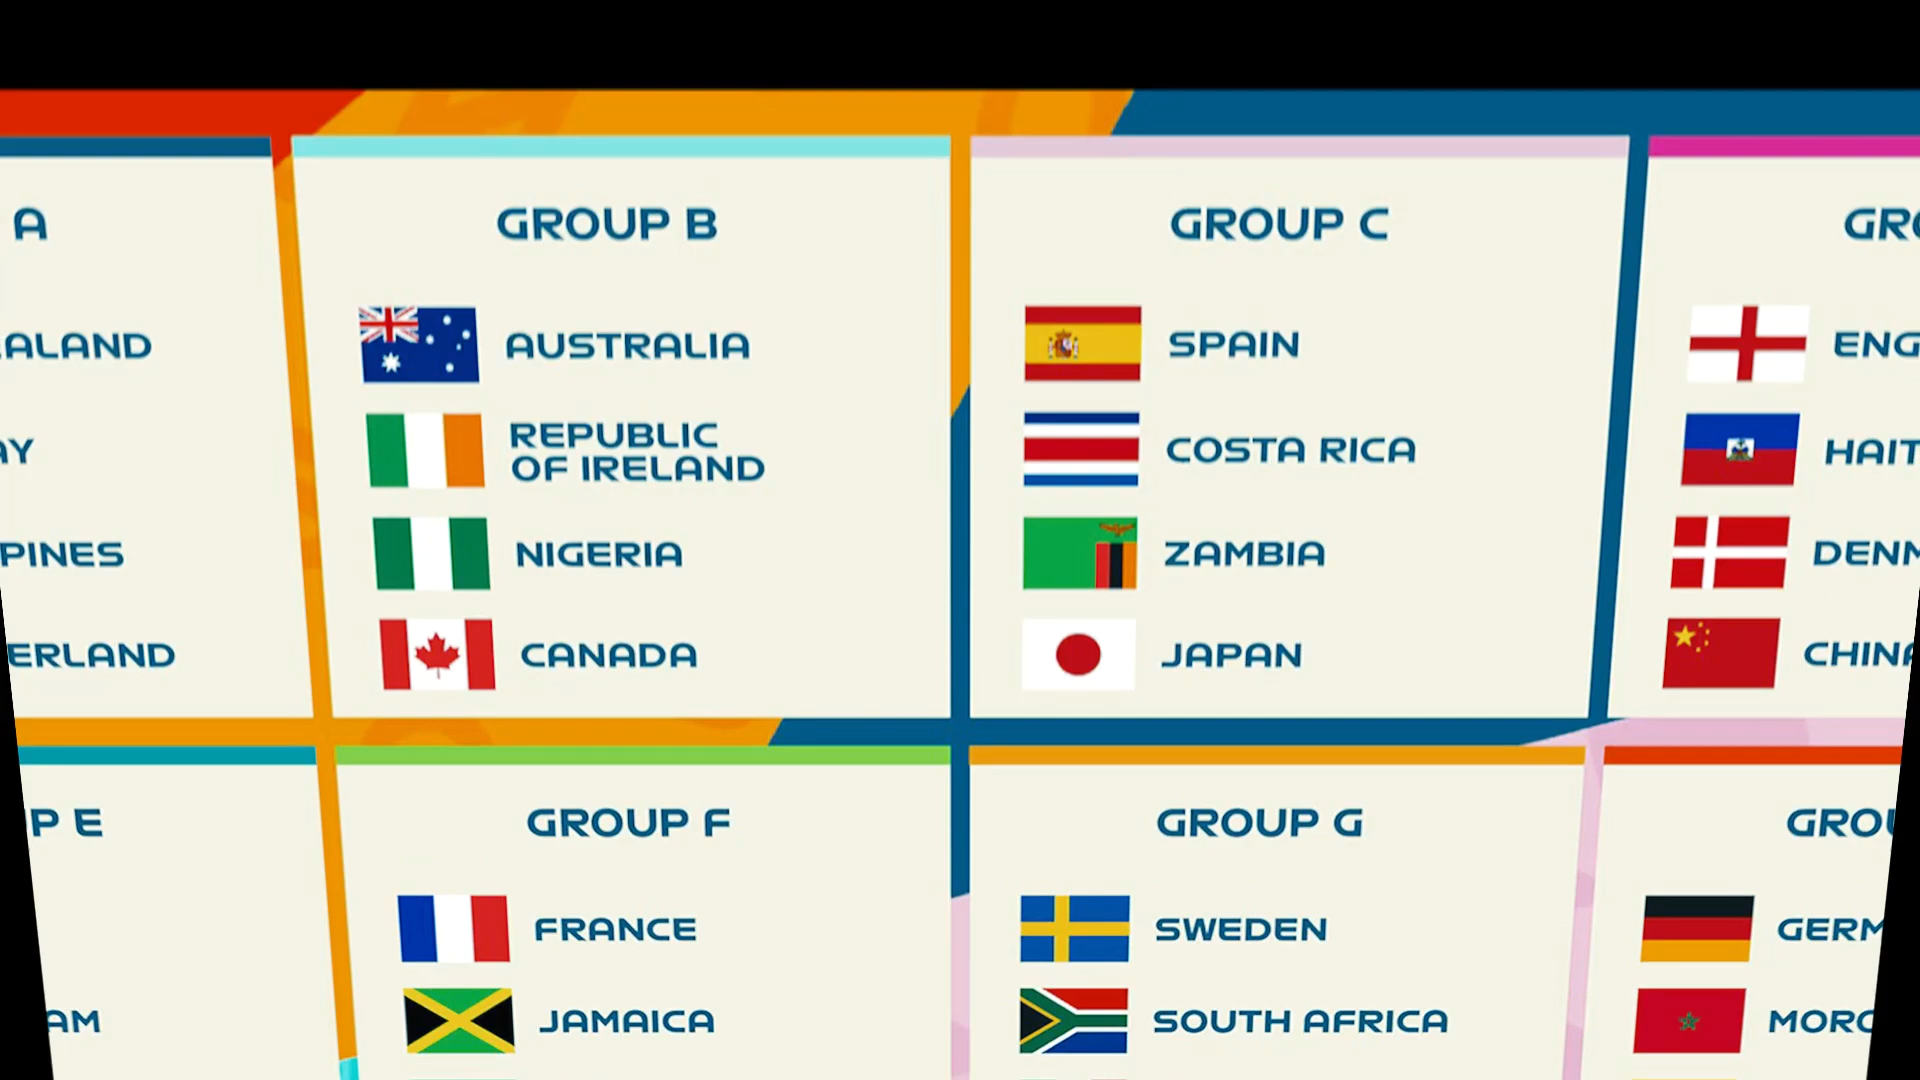 A
GROUP B
GROUP C
AUSTRALIA
SPAIN
REPUBLIC
OF IRELAND
COSTA RICA
NIGERIA
ZAMBIA
CANADA
JAPAN
P E
GROUP F
GROUP G
FRANCE
SWEDEN
JAMAICA
SOUTH AFRICA